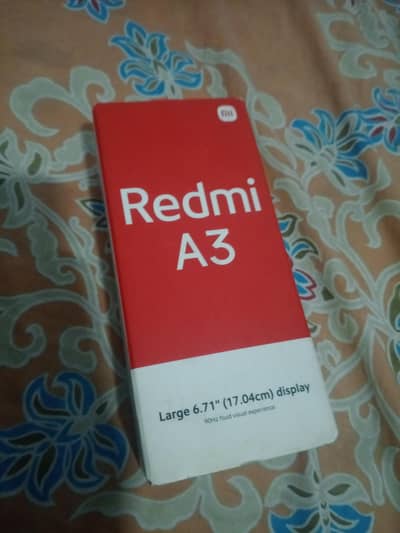 mi
Redmi
A3
Large 6.71" (17.04cm) display
90Hz fluid visual experience